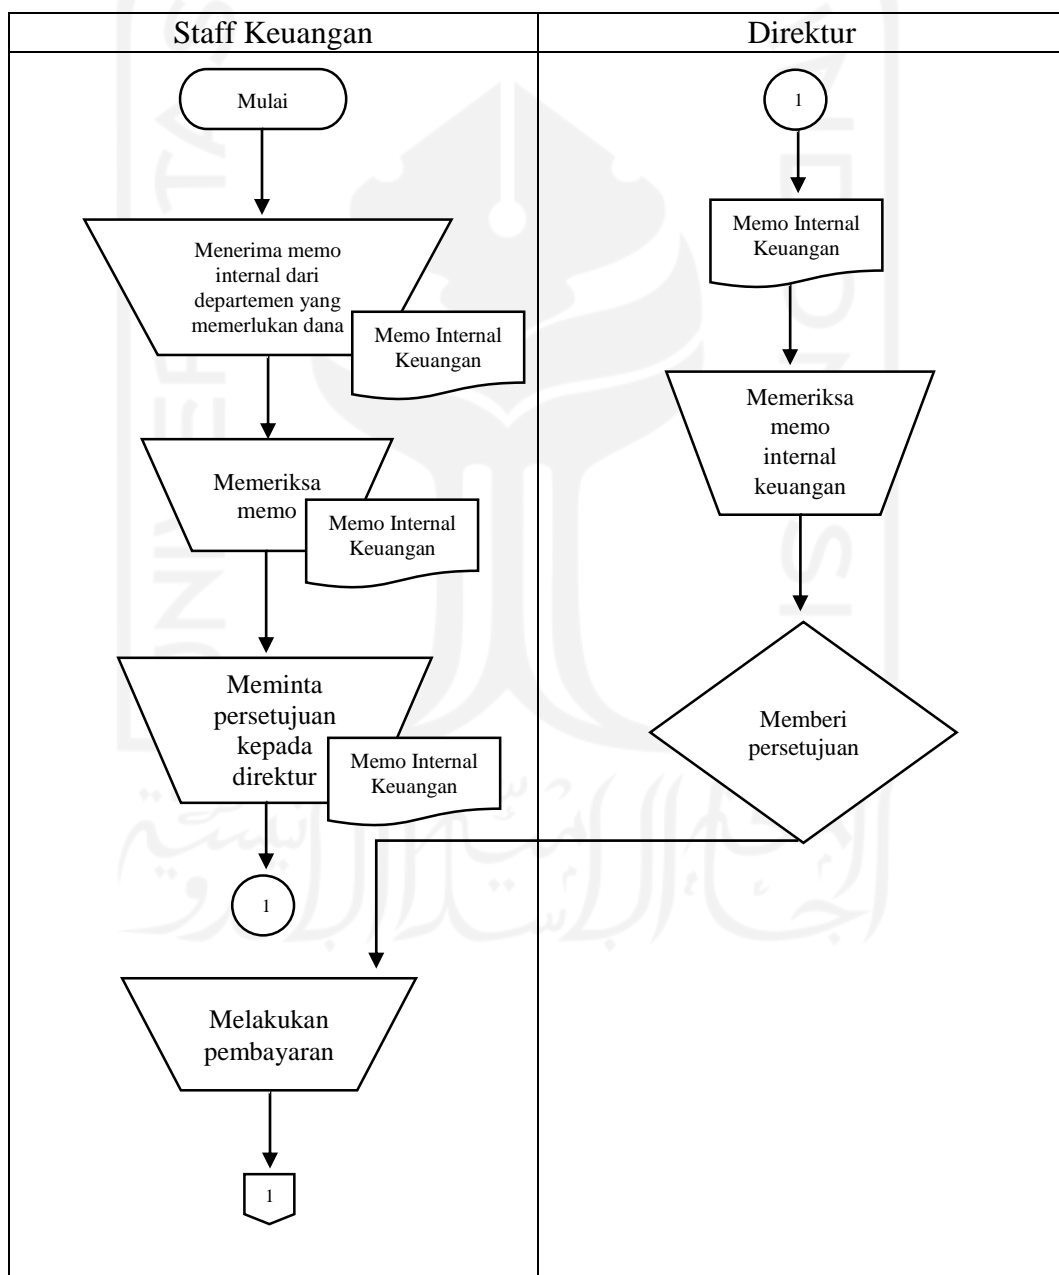 Staff Keuangan
Direktur
Mulai
Menerima memo
internal dari
departemen yang
memerlukan dana
Memo Internal
Keuangan
Memeriksa
memo
Memo Internal
Keuangan
Meminta
persetujuan
kepada
direktur
Memo Internal
Keuangan
1
Melakukan
pembayaran
1
1
Memo Internal
Keuangan
Memeriksa
memo
internal
keuangan
Memberi
persetujuan